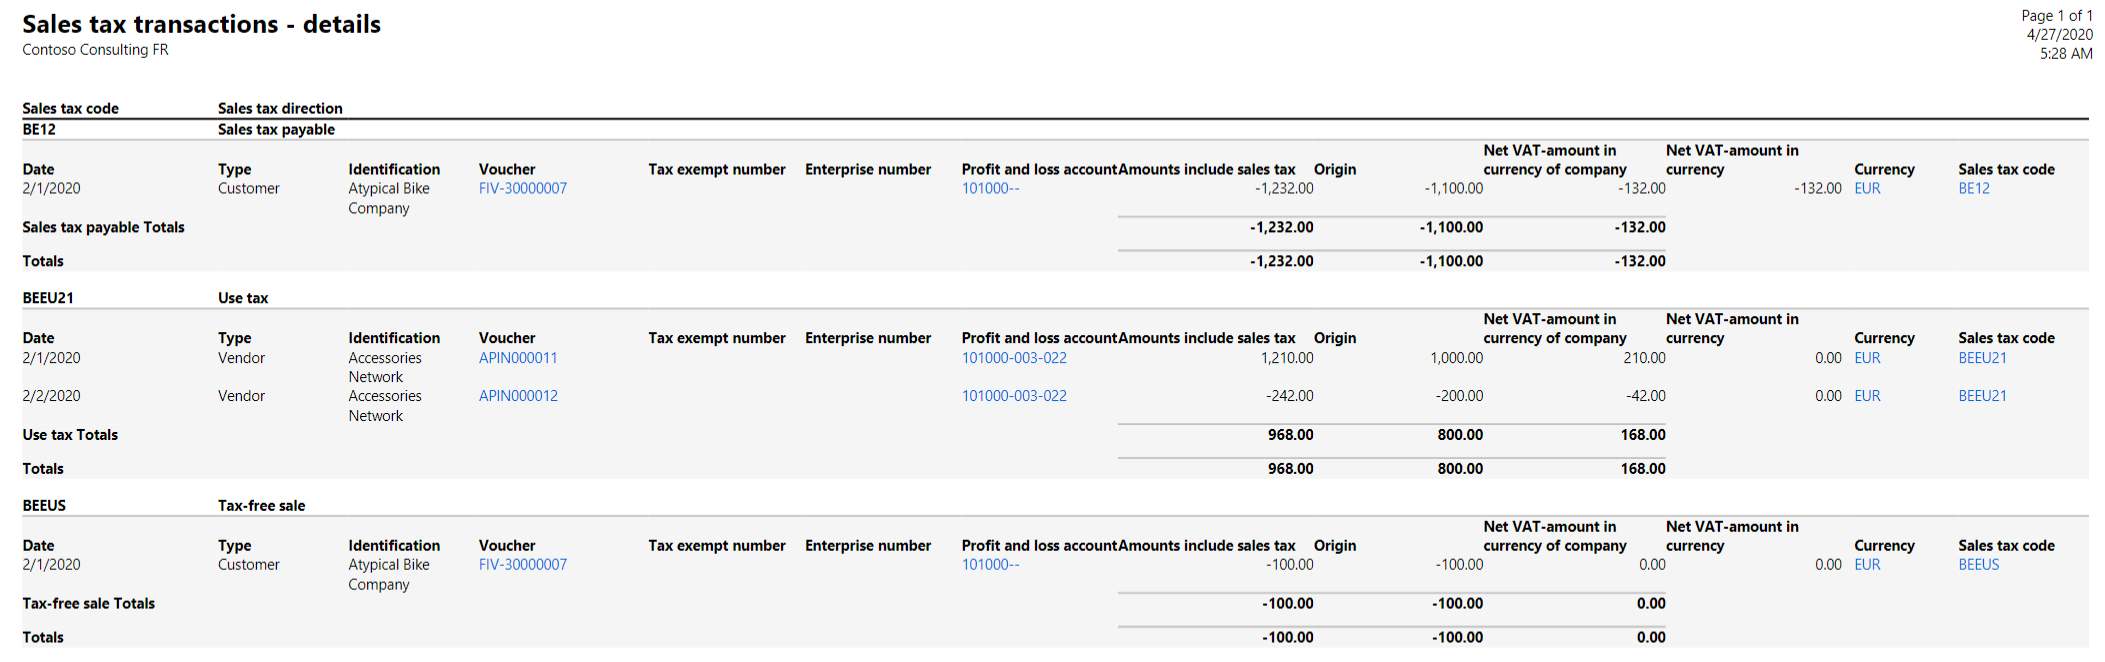 Sales tax transactions - details
Contoso Consulting FR
Page 1 of 1
4/27/2020
5:28 AM
Sales tax code Sales tax direction
BE12 Sales tax payable
Net VAT-amount in Net VAT-amount in
Date Type Identification Voucher Tax exempt number Enterprise number Profit and loss account Amounts include sales tax Origin currency of company currency Currency Sales tax code
2/1/2020 Customer Atypical Bike FIV-30000007 101000-- -1,232.00 -1,100.00 -132.00 -132.00 EUR BE12
Company
Sales tax payable Totals -1,232.00 -1,100.00 -132.00
Totals -1,232.00 -1,100.00 -132.00
BEEU21 Use tax
Net VAT-amount in Net VAT-amount in
Date Type Identification Voucher Tax exempt number Enterprise number Profit and loss account Amounts include sales tax Origin currency of company currency Currency Sales tax code
2/1/2020 Vendor Accessories APIN000011 101000-003-022 1,210.00 1,000.00 210.00 0.00 EUR BEEU21
Network
2/2/2020 Vendor Accessories APIN000012 101000-003-022 -242.00 -200.00 -42.00 0.00 EUR BEEU21
Network
Use tax Totals 968.00 800.00 168.00
Totals 968.00 800.00 168.00
BEEUS Tax-free sale
Net VAT-amount in Net VAT-amount in
Date Type Identification Voucher Tax exempt number Enterprise number Profit and loss account Amounts include sales tax Origin currency of company currency Currency Sales tax code
2/1/2020 Customer Atypical Bike FIV-30000007 101000-- -100.00 -100.00 0.00 0.00 EUR BEEUS
Company
Tax-free sale Totals -100.00 -100.00 0.00
Totals -100.00 -100.00 0.00